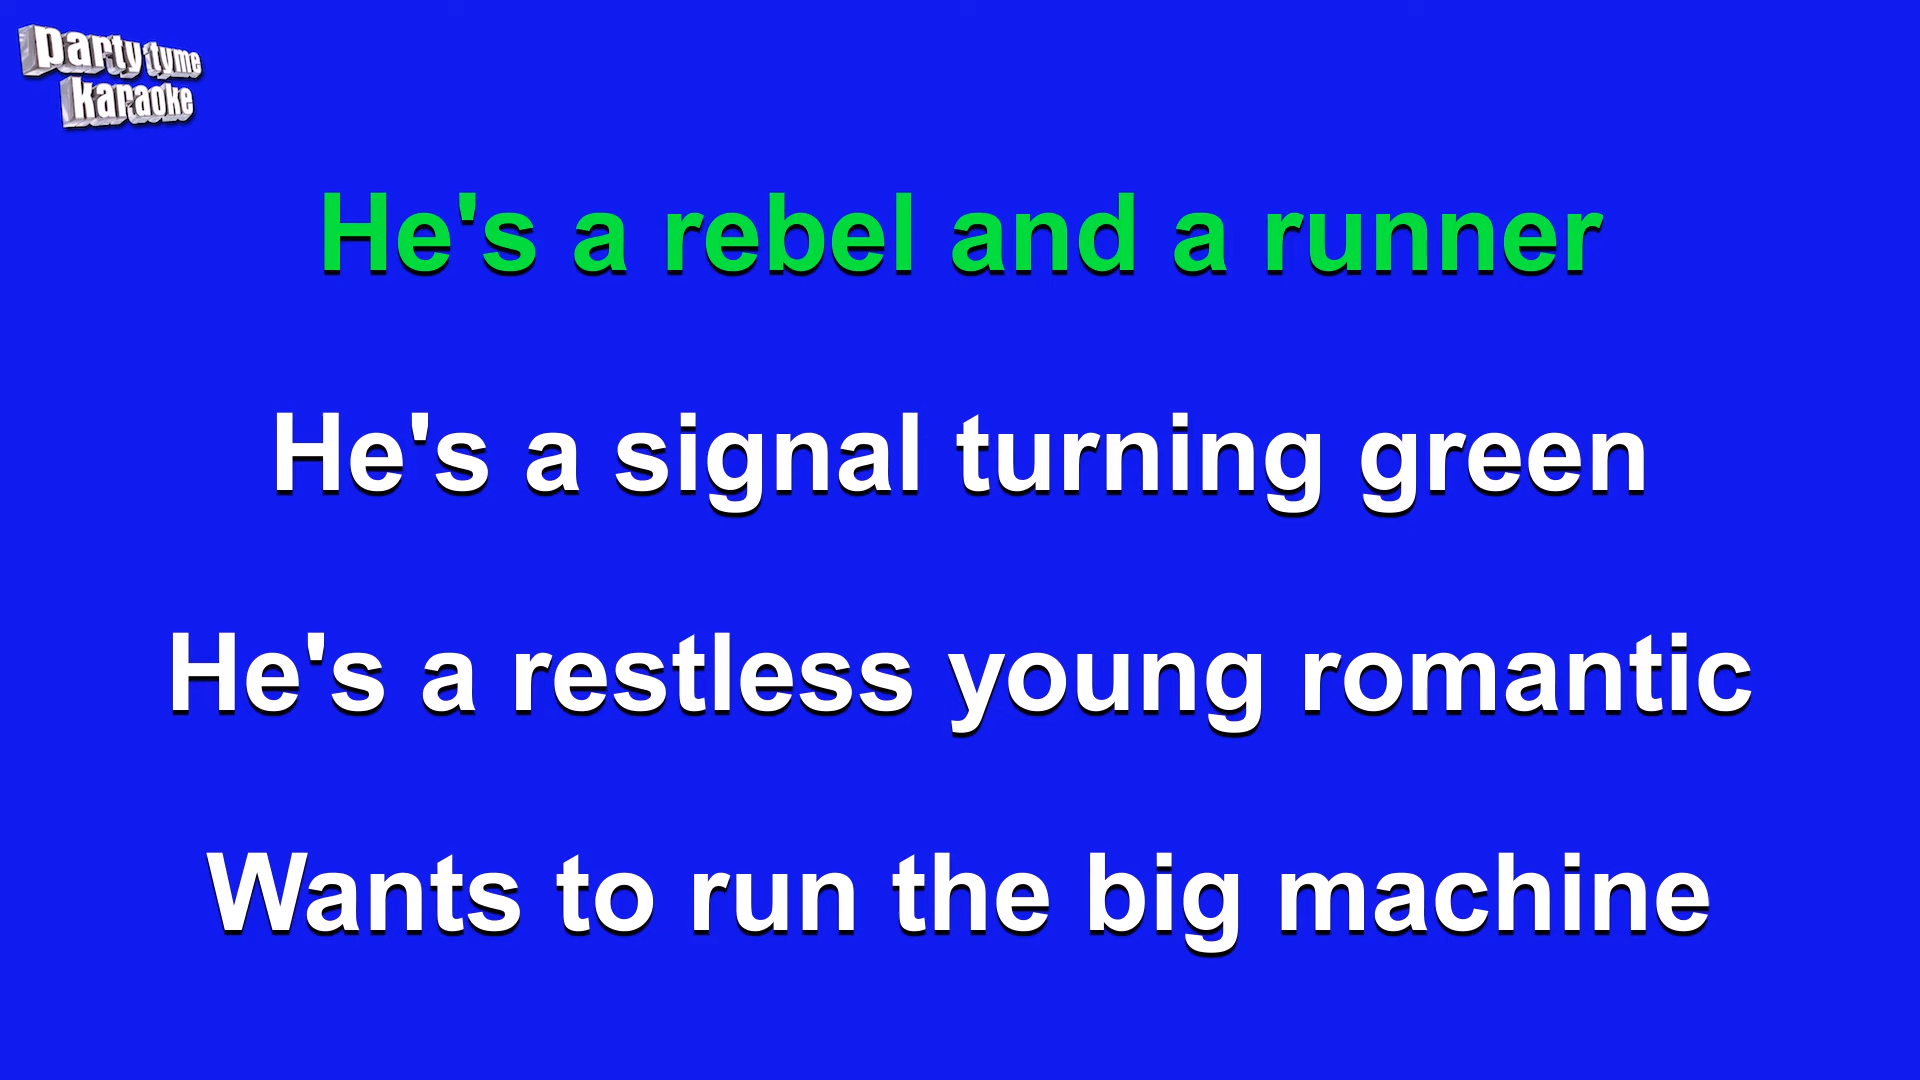 party tyme
karaoke
He's a rebel and a runner
He's a signal turning green
He's a restless young romantic
Wants to run the big machine